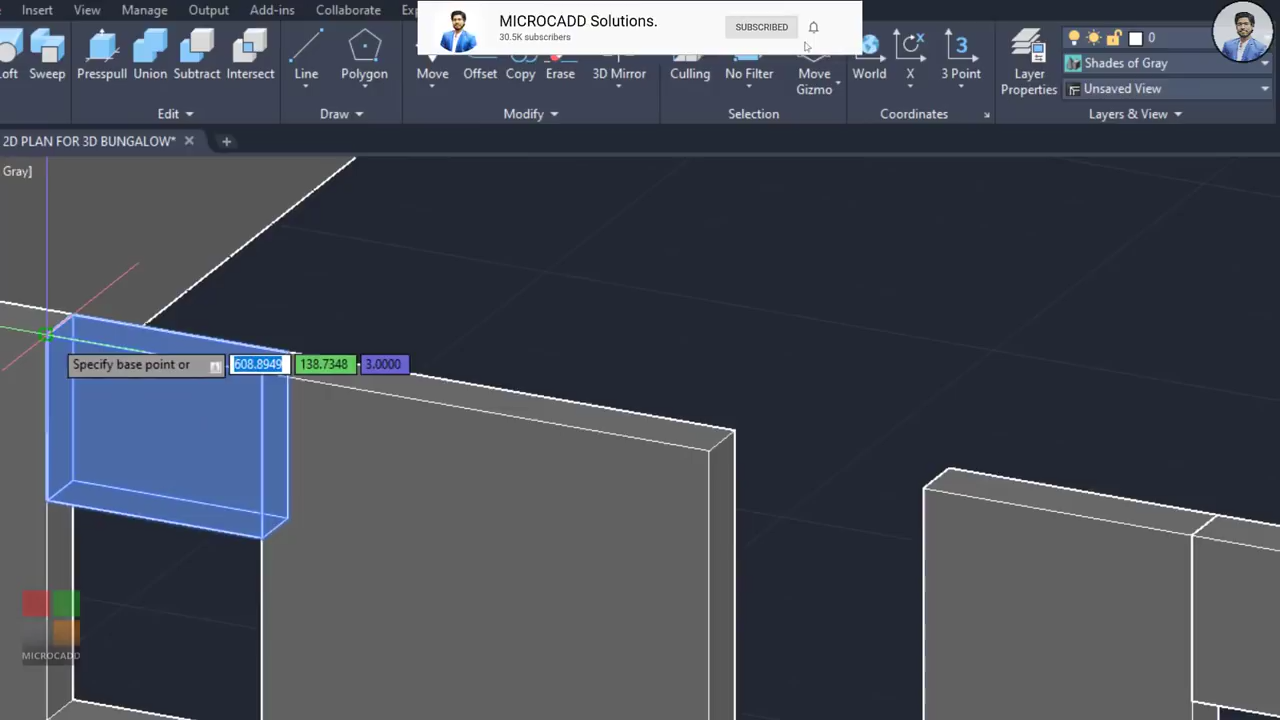 Insert View Manage Output Add-ins Collaborate
MICROCADD Solutions.
30.5K subscribers
SUBSCRIBED
Sweep Presspull Union Subtract Intersect Line Polygon Move Offset Copy Erase 3D Mirror Culling No Filter Move Gizmo World X 3 Point Layer Properties
0
Shades of Gray
Unsaved View
Edit Draw Modify Selection Coordinates Layers & View
2D PLAN FOR 3D BUNGALOW*
Gray]
Specify base point or 608.8949 138.7348 3.0000
MICROCADD